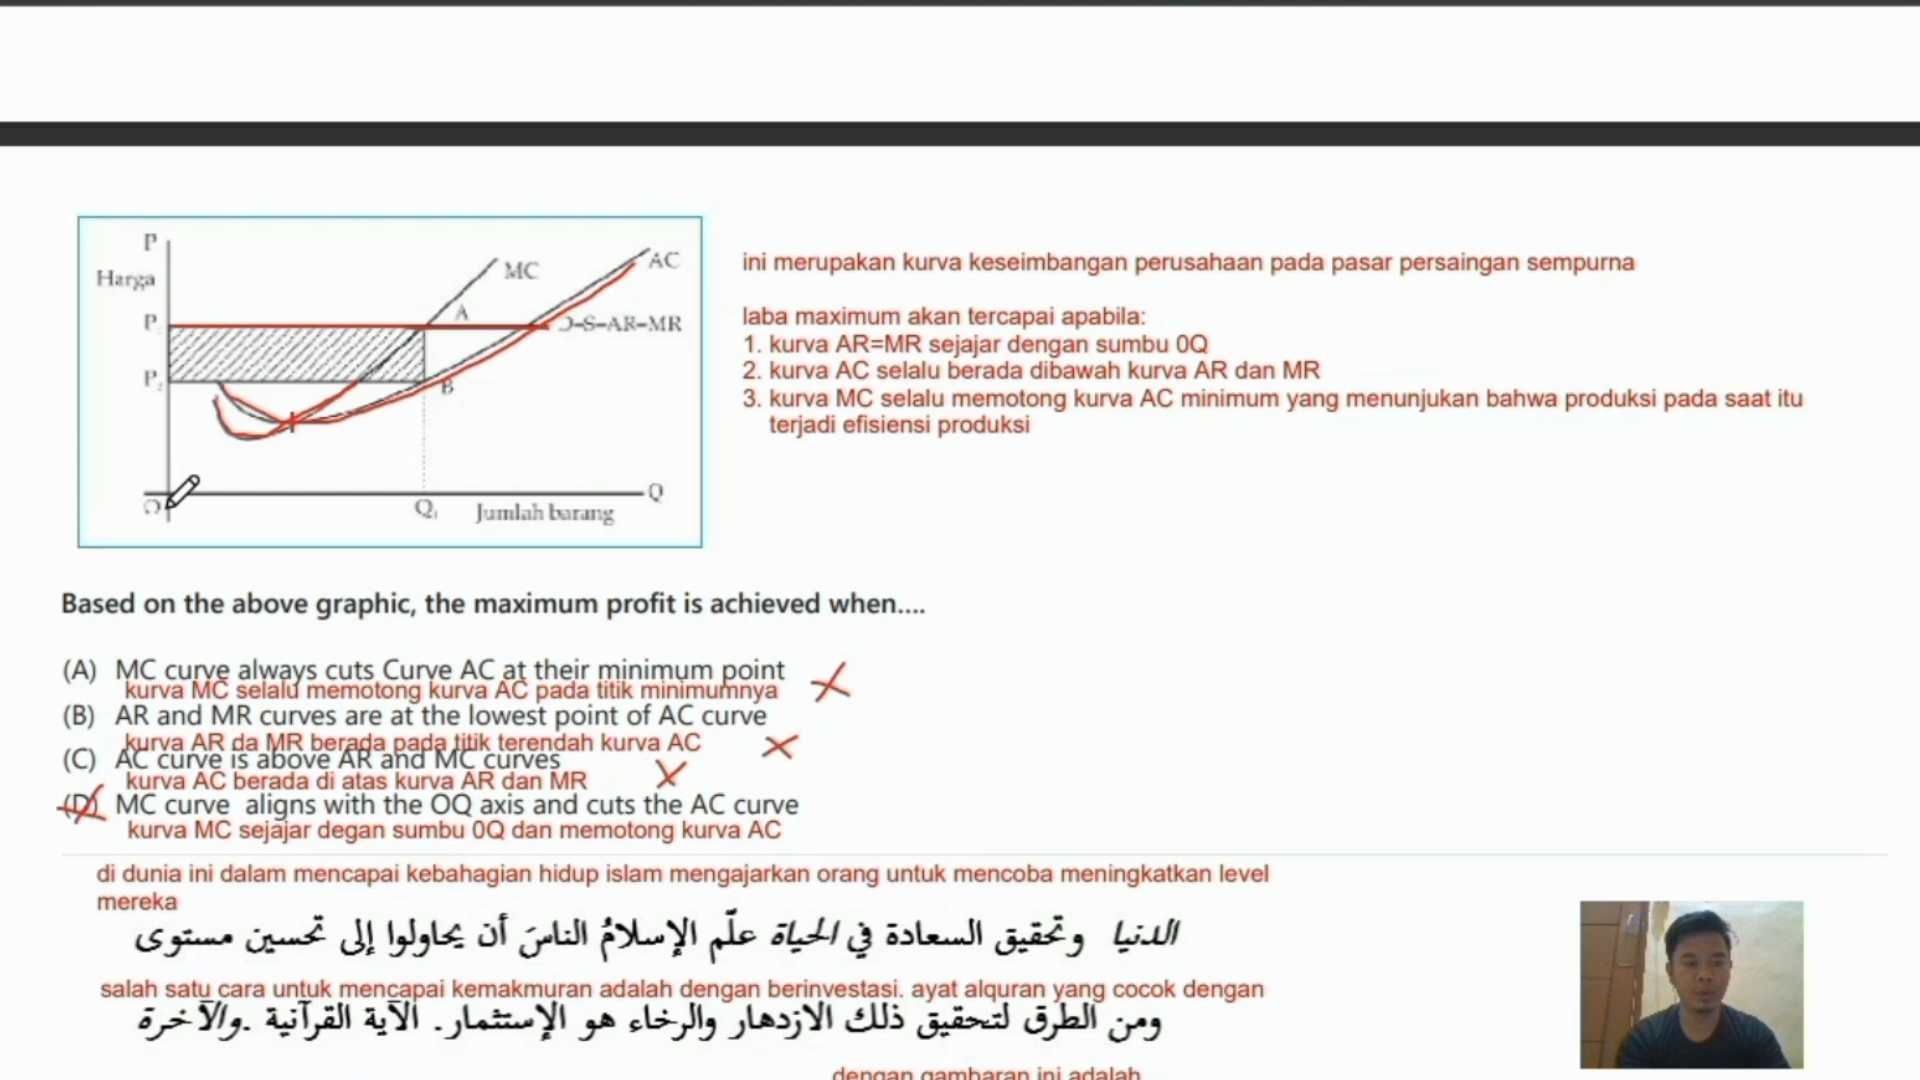 P
Harga
MC
AC
A
P
D-S-AR-MR
P
B
O
Q
Q₁
Jumlah barang
ini merupakan kurva keseimbangan perusahaan pada pasar persaingan sempurna
laba maximum akan tercapai apabila:
1. kurva AR=MR sejajar dengan sumbu 0Q
2. kurva AC selalu berada dibawah kurva AR dan MR
3. kurva MC selalu memotong kurva AC minimum yang menunjukan bahwa produksi pada saat itu
terjadi efisiensi produksi
Based on the above graphic, the maximum profit is achieved when....
(A) MC curve always cuts Curve AC at their minimum point
kurva MC selalu memotong kurva AC pada titik minimumnya
(B) AR and MR curves are at the lowest point of AC curve
kurva AR da MR berada pada titik terendah kurva AC
(C) AC curve is above AR and MC curves
kurva AC berada di atas kurva AR dan MR
(D) MC curve aligns with the OQ axis and cuts the AC curve
kurva MC sejajar degan sumbu 0Q dan memotong kurva AC
di dunia ini dalam mencapai kebahagian hidup islam mengajarkan orang untuk mencoba meningkatkan level
mereka
الدنيا وتحقيق السعادة في الحياة علّم الإسلامُ الناسَ أن يحاولوا إلى تحسين مستوى
salah satu cara untuk mencapai kemakmuran adalah dengan berinvestasi. ayat alquran yang cocok dengan
ومن الطرق لتحقيق ذلك الازدهار والرخاء هو الإستثمار. الآية القرآنية .والآخرة
dengan gambaran ini adalah